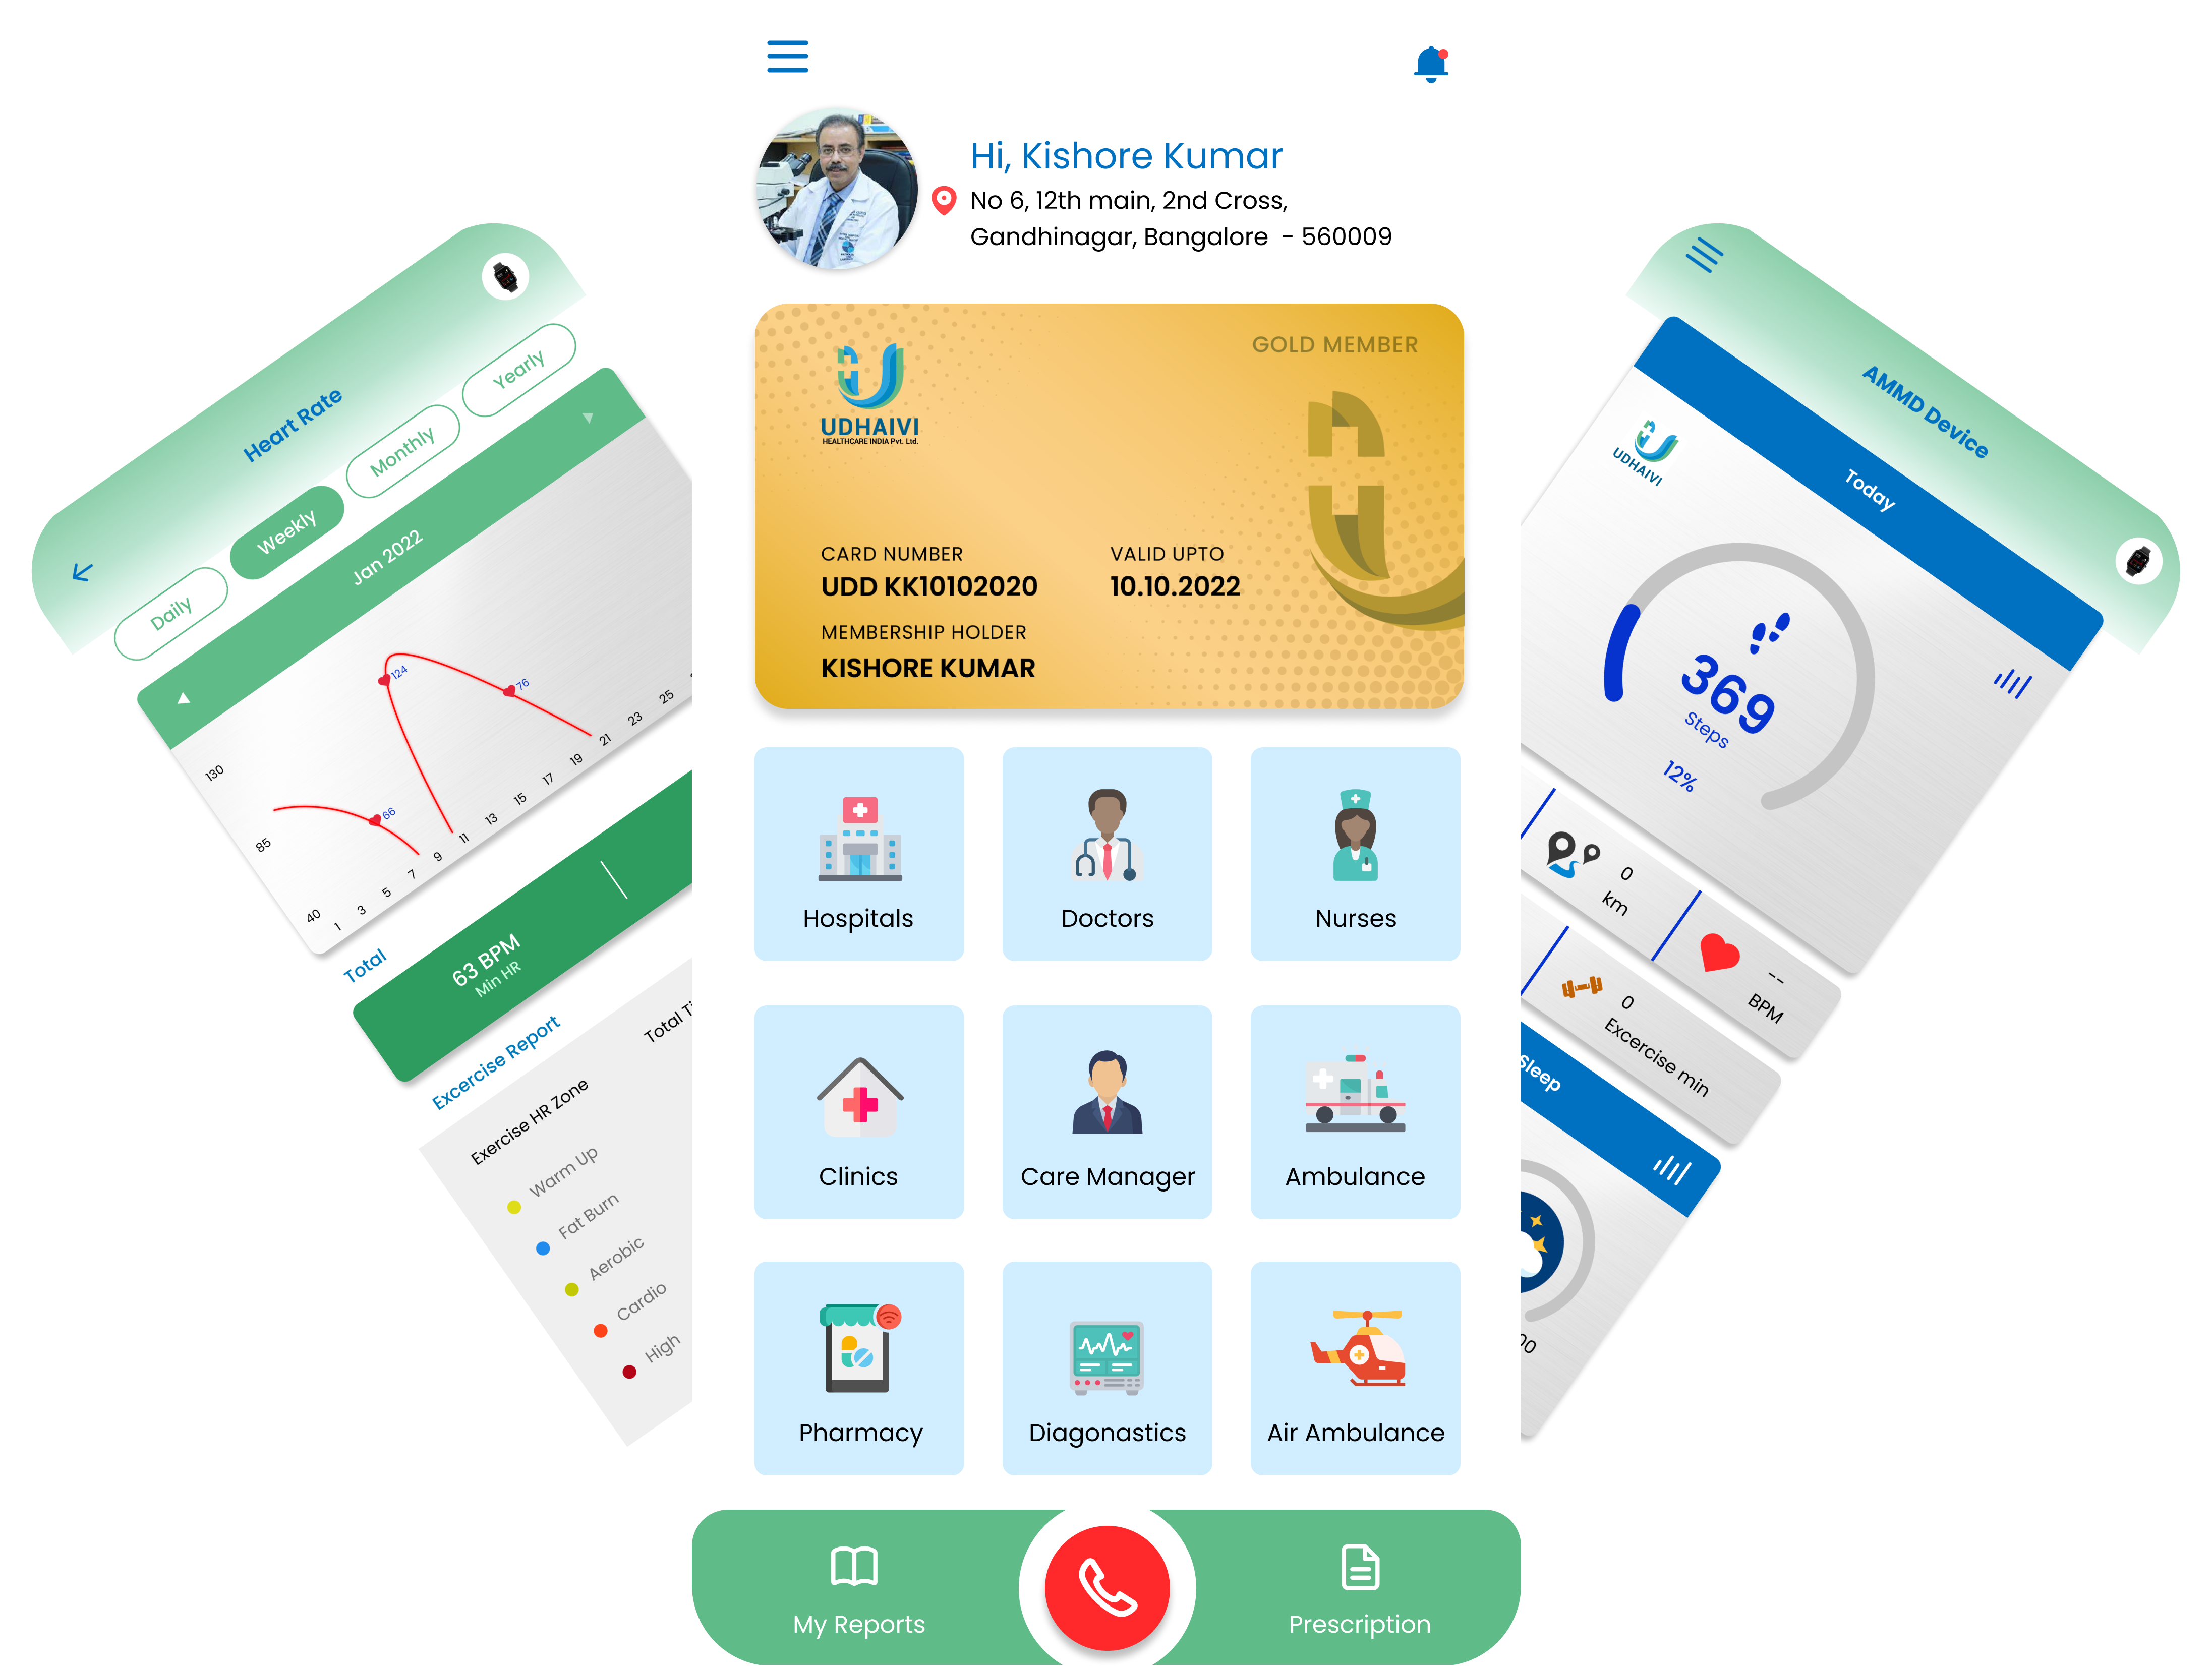 Heart Rate
Daily
Weekly
Monthly
Yearly
Jan 2022
130
85
40
124
76
66
1
3
5
7
9
11
13
15
17
19
21
23
25
Total
63 BPM
Min HR
Excercise Report
Exercise HR Zone
Warm Up
Fat Burn
Aerobic
Cardio
High
Total
Hi, Kishore Kumar
No 6, 12th main, 2nd Cross,
Gandhinagar, Bangalore - 560009
GOLD MEMBER
UDHAIVI
HEALTHCARE INDIA Pvt. Ltd.
CARD NUMBER
VALID UPTO
UDD KK10102020
10.10.2022
MEMBERSHIP HOLDER
KISHORE KUMAR
Hospitals
Doctors
Nurses
Clinics
Care Manager
Ambulance
Pharmacy
Diagonastics
Air Ambulance
My Reports
Prescription
AMMD Device
Today
UDHAIVI
369
Steps
12%
0
km
--
BPM
0
Excercise min
Sleep